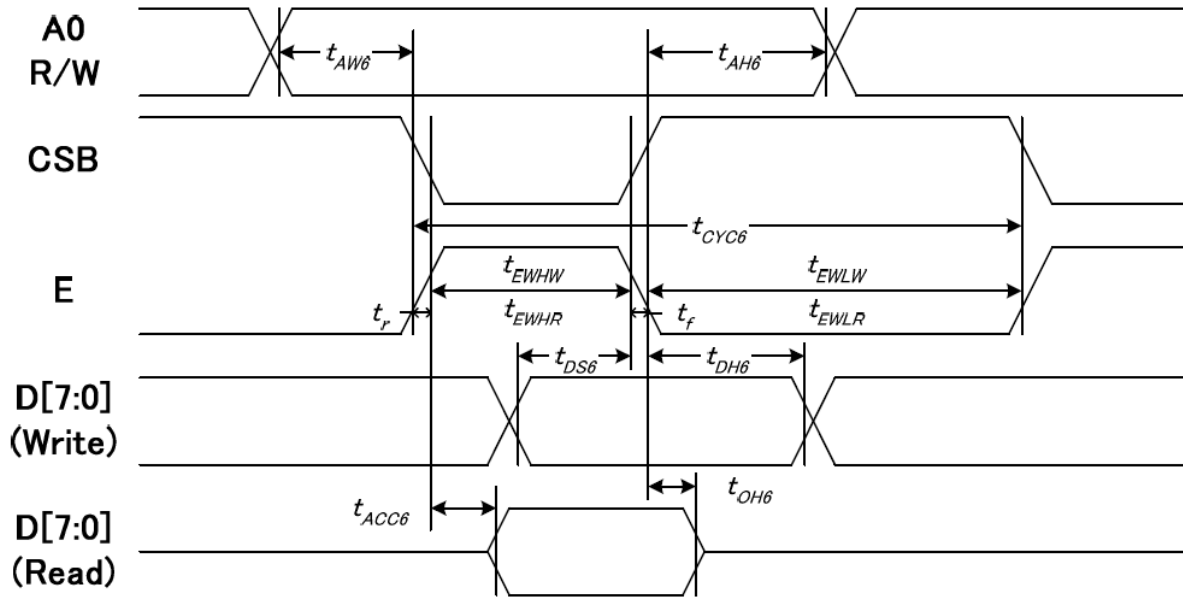 A0
R/W
t_AW6
t_AH6
CSB
t_CYC6
E
t_EWHW
t_EWLW
t_r
t_EWHR
t_f
t_EWLR
t_DS6
t_DH6
D[7:0]
(Write)
t_ACC6
t_OH6
D[7:0]
(Read)